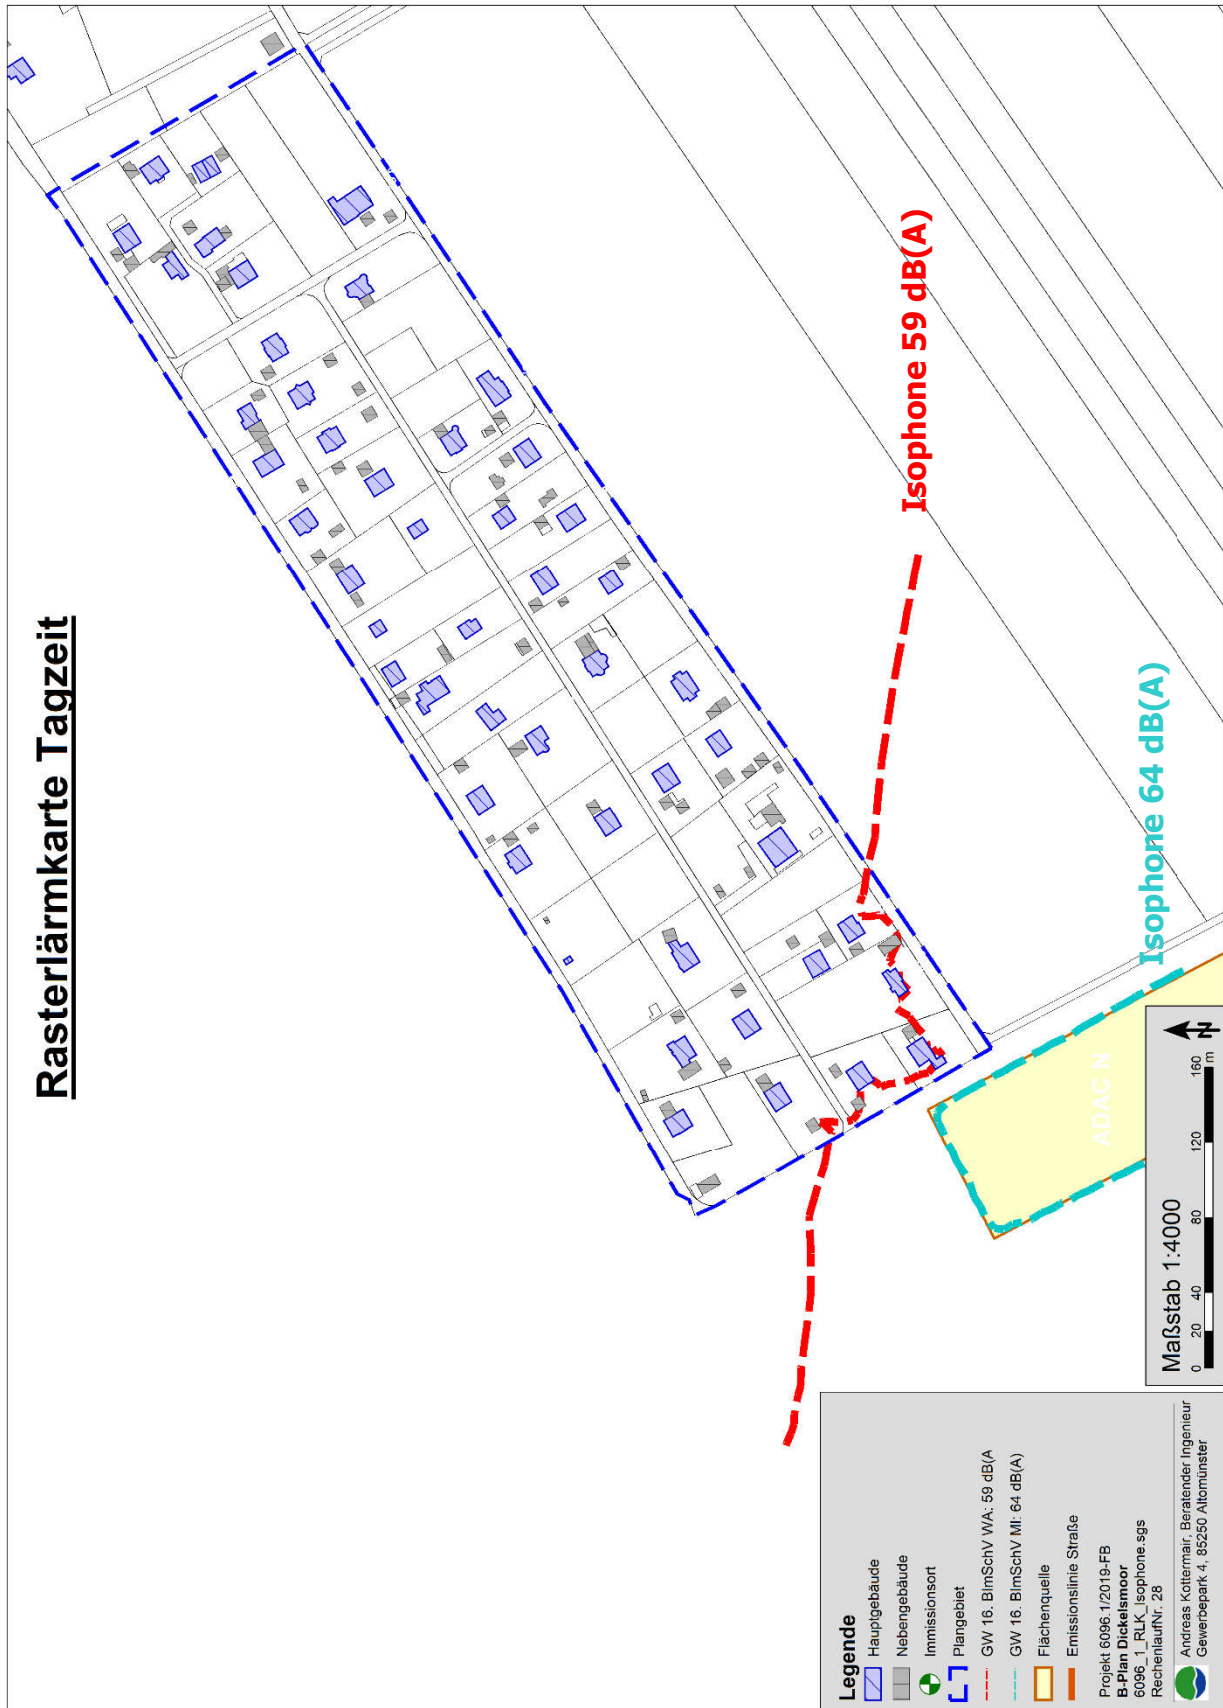 Rasterlärmkarte Tagzeit
Isophone 59 dB(A)
Isophone 64 dB(A)
ADAC-N
Legende
Hauptgebäude
Nebengebäude
Immissionsort
Plangebiet
GW 16. BImSchV WA: 59 dB(A
GW 16. BImSchV MI: 64 dB(A)
Flächenquelle
Emissionslinie Straße
Projekt 6096.1/2019-FB
B-Plan Dickelsmoor
6096_1_RLK_Isophone.sgs
RechenlaufNr. 28
Andreas Kottermair, Beratender Ingenieur
Gewerbepark 4, 85250 Altomünster
Maßstab 1:4000
N
0 20 40 80 120 160
m